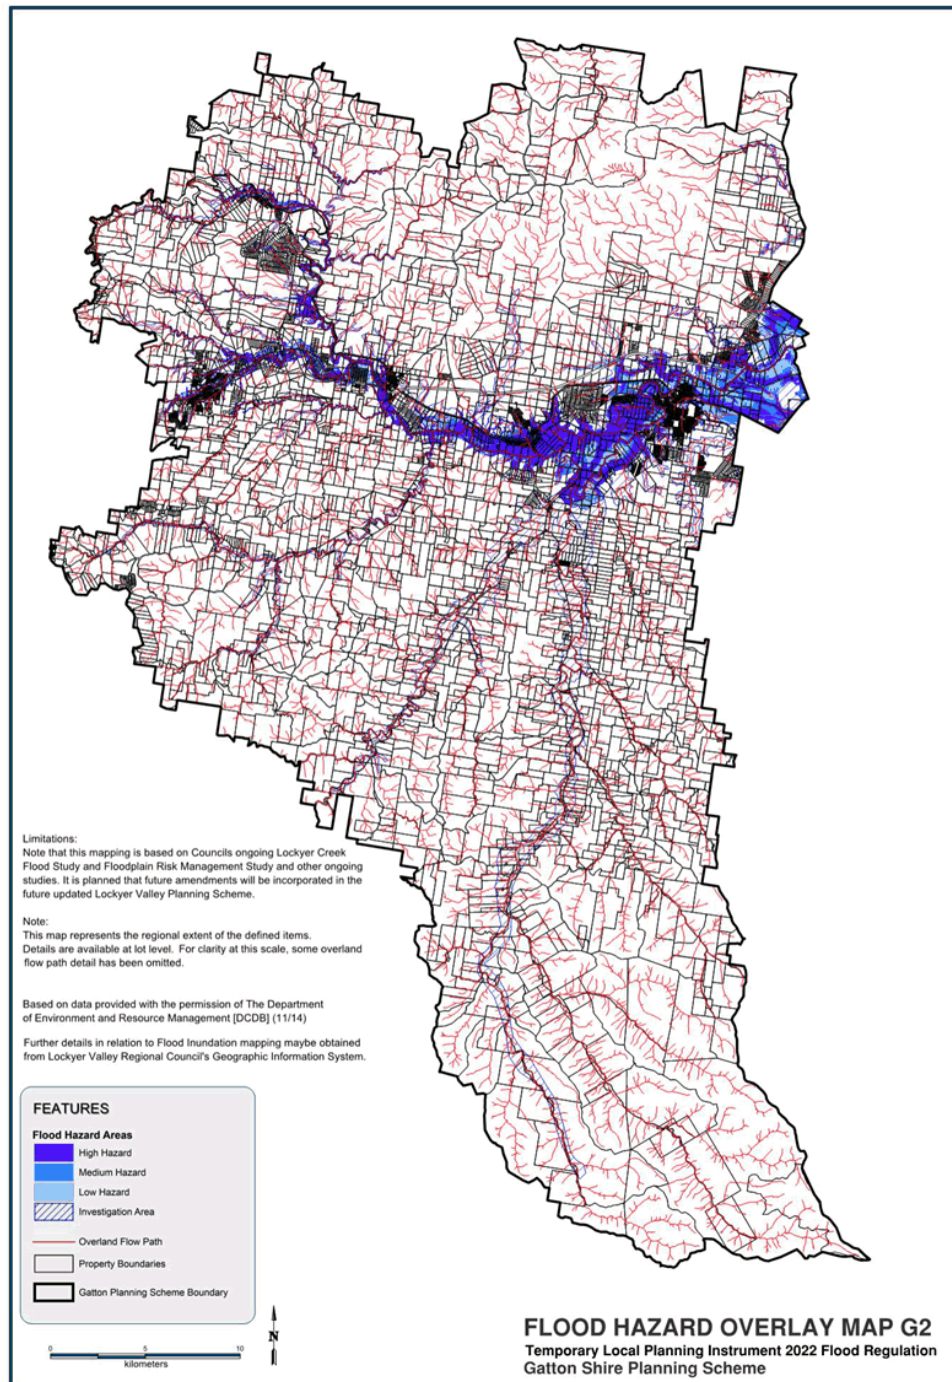 Limitations:
Note that this mapping is based on Councils ongoing Lockyer Creek
Flood Study and Floodplain Risk Management Study and other ongoing
studies. It is planned that future amendments will be incorporated in the
future updated Lockyer Valley Planning Scheme.
Note:
This map represents the regional extent of the defined items.
Details are available at lot level. For clarity at this scale, some overland
flow path detail has been omitted.
Based on data provided with the permission of The Department
of Environment and Resource Management [DCDB] (11/14)
Further details in relation to Flood Inundation mapping maybe obtained
from Lockyer Valley Regional Council's Geographic Information System.
FEATURES
Flood Hazard Areas
High Hazard
Medium Hazard
Low Hazard
Investigation Area
Overland Flow Path
Property Boundaries
Gatton Planning Scheme Boundary
0 5 10
kilometers
N
FLOOD HAZARD OVERLAY MAP G2
Temporary Local Planning Instrument 2022 Flood Regulation
Gatton Shire Planning Scheme